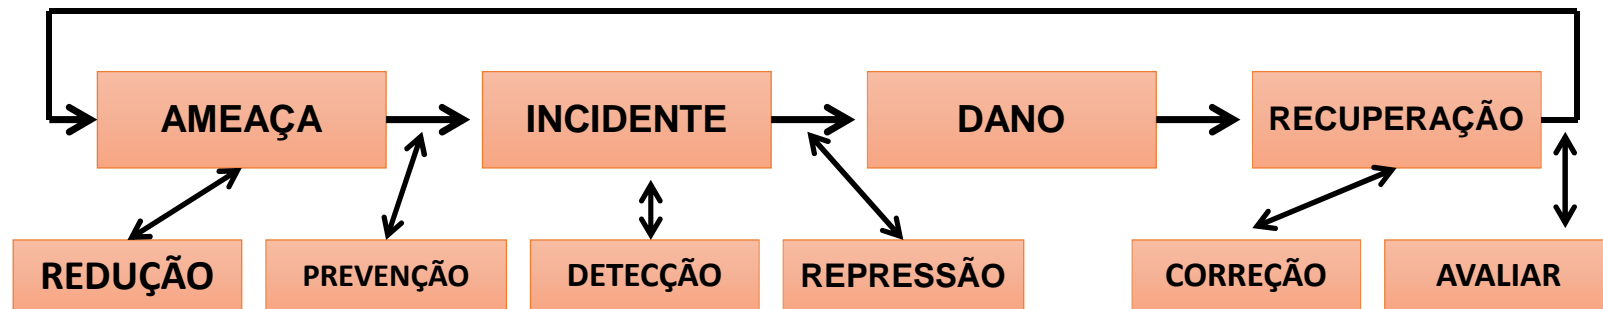 AMEAÇA
INCIDENTE
DANO
RECUPERAÇÃO
REDUÇÃO
PREVENÇÃO
DETECÇÃO
REPRESSÃO
CORREÇÃO
AVALIAR